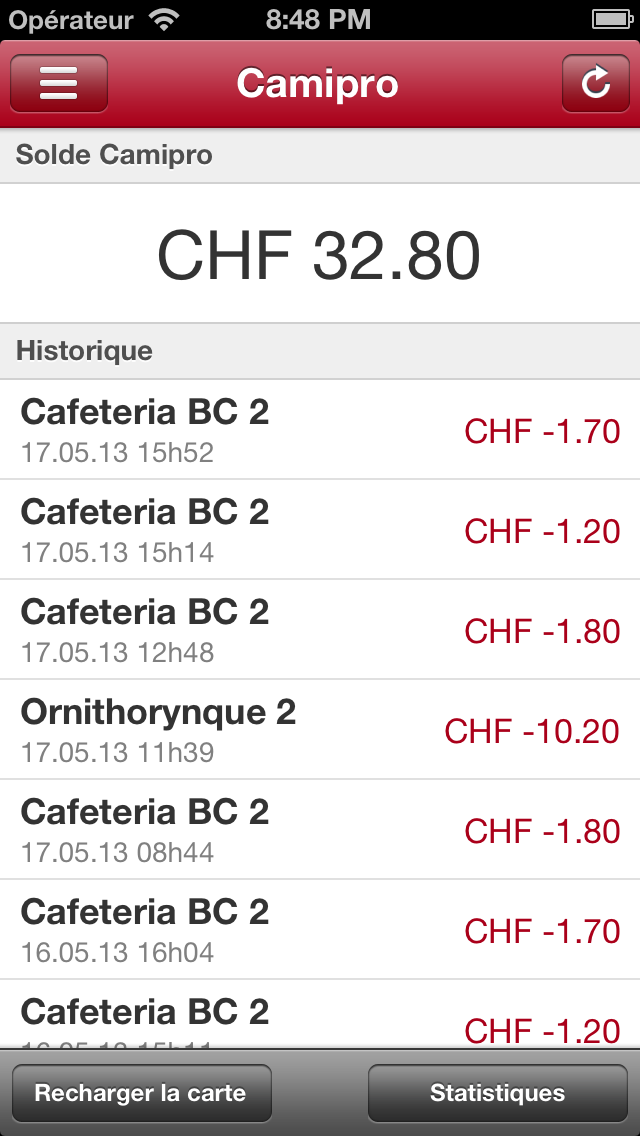 Opérateur 8:48 PM
Camipro
Solde Camipro
CHF 32.80
Historique
Cafeteria BC 2
17.05.13 15h52
CHF -1.70
Cafeteria BC 2
17.05.13 15h14
CHF -1.20
Cafeteria BC 2
17.05.13 12h48
CHF -1.80
Ornithorynque 2
17.05.13 11h39
CHF -10.20
Cafeteria BC 2
17.05.13 08h44
CHF -1.80
Cafeteria BC 2
16.05.13 16h04
CHF -1.70
Cafeteria BC 2
CHF -1.20
Recharger la carte
Statistiques